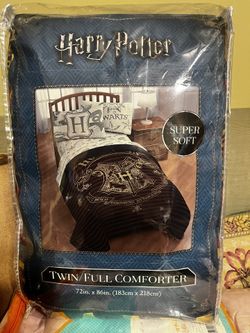 Harry Potter
SUPER
SOFT
H
WARTS
H
TWIN/FULL COMFORTER
72in. x 86in. (183cm x 218cm)